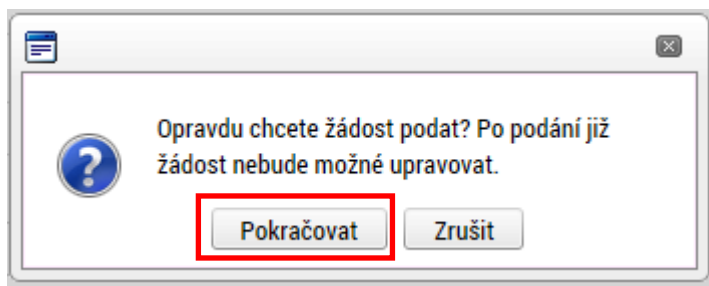 Opravdu chcete žádost podat? Po podání již
žádost nebude možné upravovat.
Pokračovat Zrušit